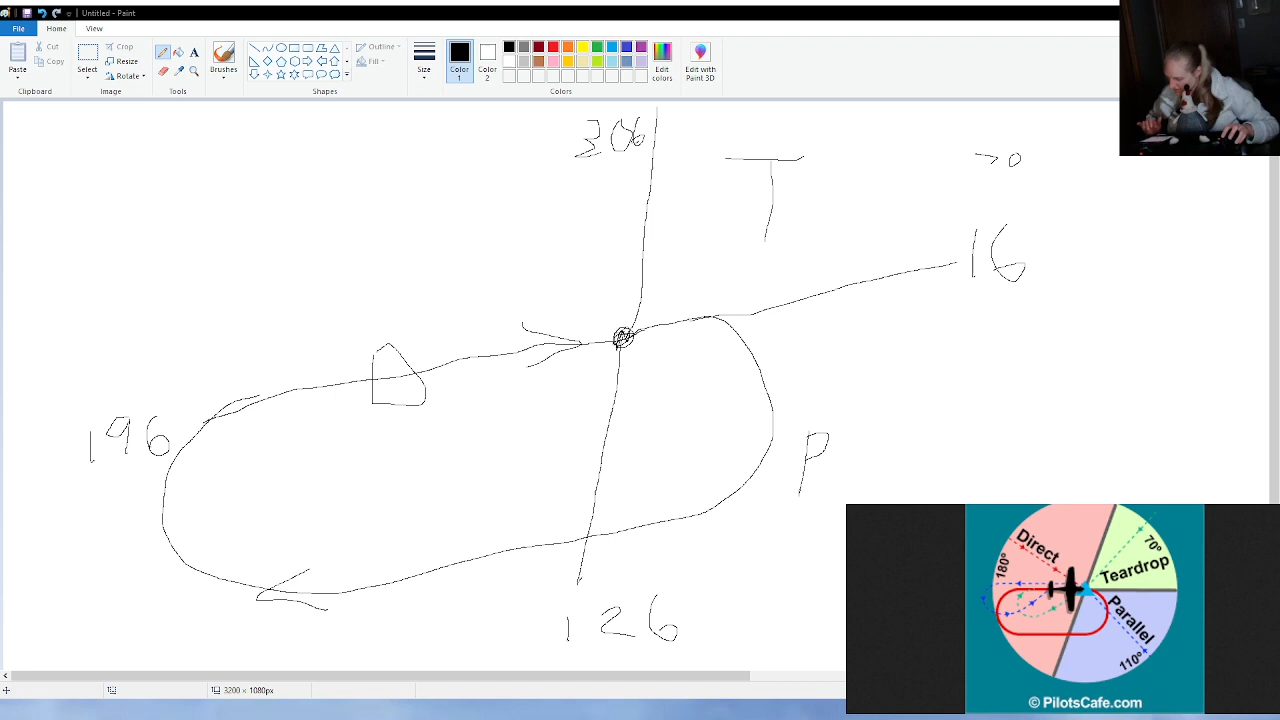 Untitled - Paint
File Home View
Paste Cut Copy
Clipboard
Select Crop Resize Rotate
Image
Tools
Brushes
Shapes
Outline
Fill
Size
Color 1
Color 2
Edit colors
Colors
Edit with Paint 3D
306
T
70
16
196
P
126
Direct
180°
70°
Teardrop
Parallel
110°
© PilotsCafe.com
3200 × 1080px